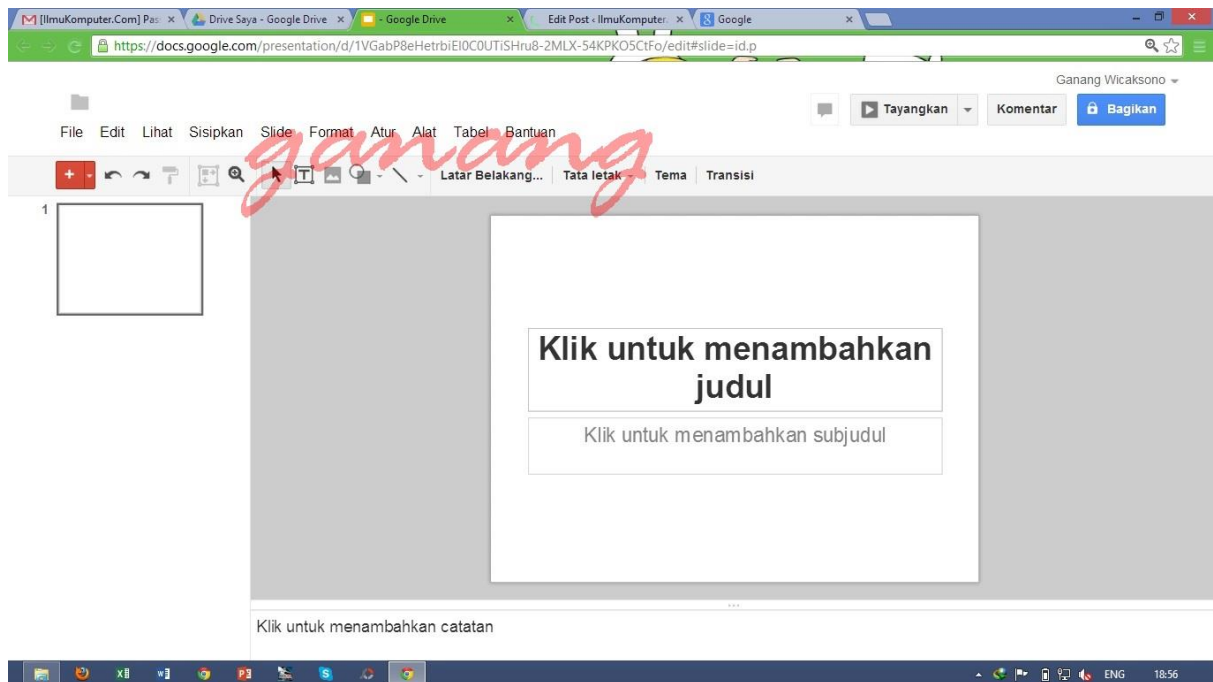 [IlmuKomputer.Com] Pas
Drive Saya - Google Drive
- Google Drive
Edit Post ‹ IlmuKomputer.
Google
https://docs.google.com/presentation/d/1VGabP8eHetrbiEI0C0UTiSHru8-2MLX-54KPKO5CtFo/edit#slide=id.p
Ganang Wicaksono
Tayangkan
Komentar
Bagikan
File Edit Lihat Sisipkan Slide Format Atur Alat Tabel Bantuan
ganang
Latar Belakang... Tata letak Tema Transisi
1
Klik untuk menambahkan
judul
Klik untuk menambahkan subjudul
Klik untuk menambahkan catatan
ENG 18:56